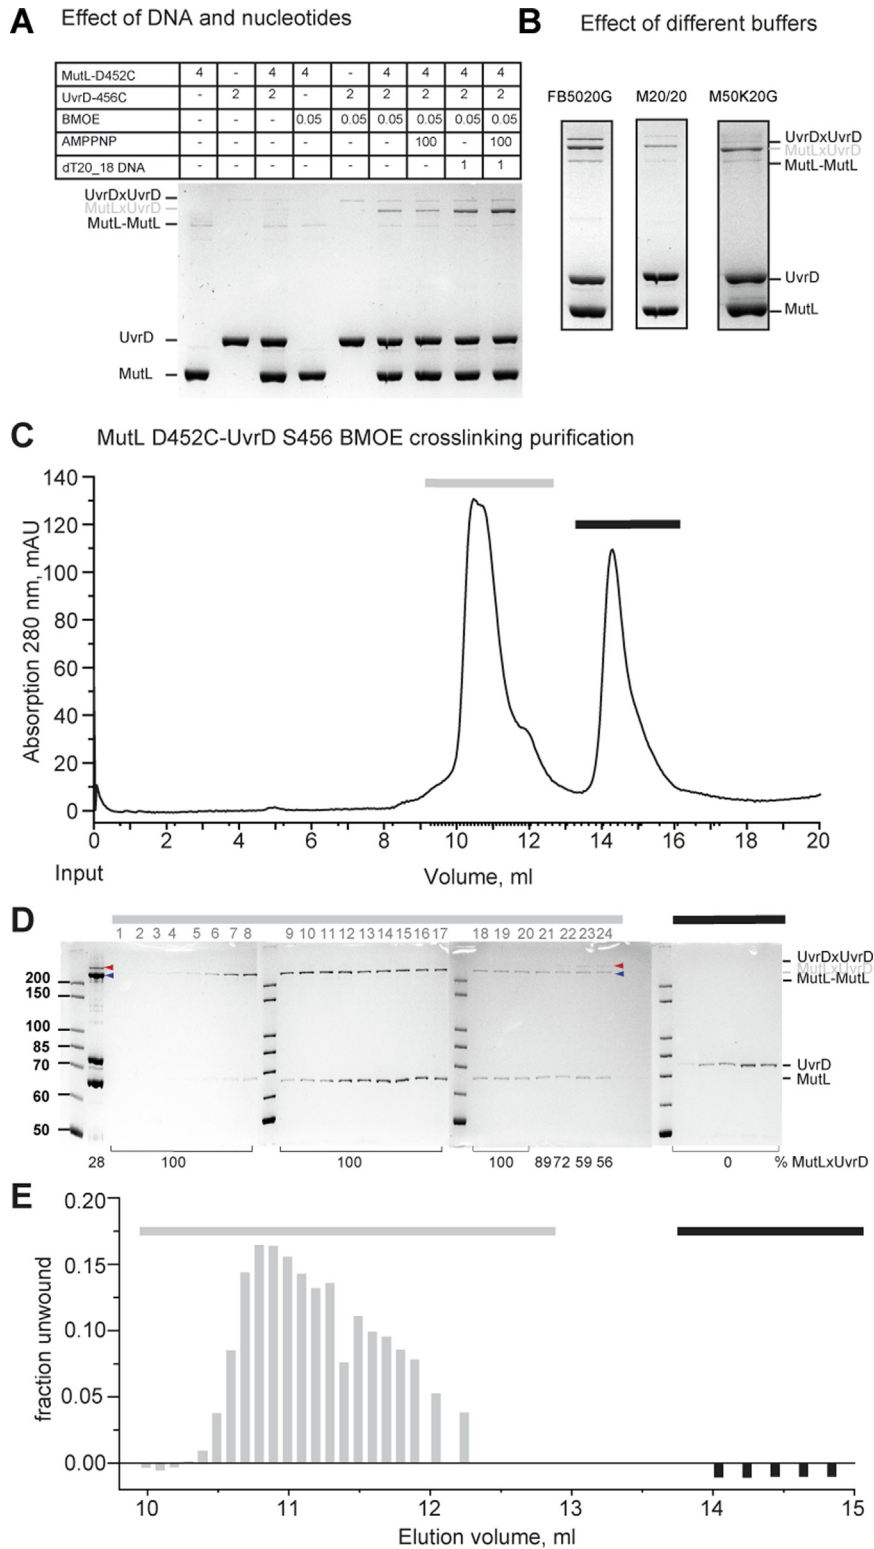 A Effect of DNA and nucleotides
MutL-D452C 4 - 4 4 - 4 4 4 4
UvrD-456C - 2 2 - 2 2 2 2 2
BMOE - - - 0.05 0.05 0.05 0.05 0.05 0.05
AMPPNP - - - - - - 100 - 100
dT20_18 DNA - - - - - - - 1 1
UvrDxUvrD
MutLxUvrD
MutL-MutL
UvrD
MutL
B Effect of different buffers
FB5020G M20/20 M50K20G
UvrDxUvrD
MutLxUvrD
MutL-MutL
UvrD
MutL
C MutL D452C-UvrD S456 BMOE crosslinking purification
Absorption 280 nm, mAU
140
120
100
80
60
40
20
0
0 2 4 6 8 10 12 14 16 18 20
Volume, ml
Input
D
1 2 3 4 5 6 7 8 9 10 11 12 13 14 15 16 17 18 19 20 21 22 23 24
200
150
100
85
70
60
50
UvrDxUvrD
MutLxUvrD
MutL-MutL
UvrD
MutL
28 100 100 100 89 72 59 56 0 % MutLxUvrD
E
fraction unwound
0.20
0.15
0.10
0.05
0.00
10 11 12 13 14 15
Elution volume, ml